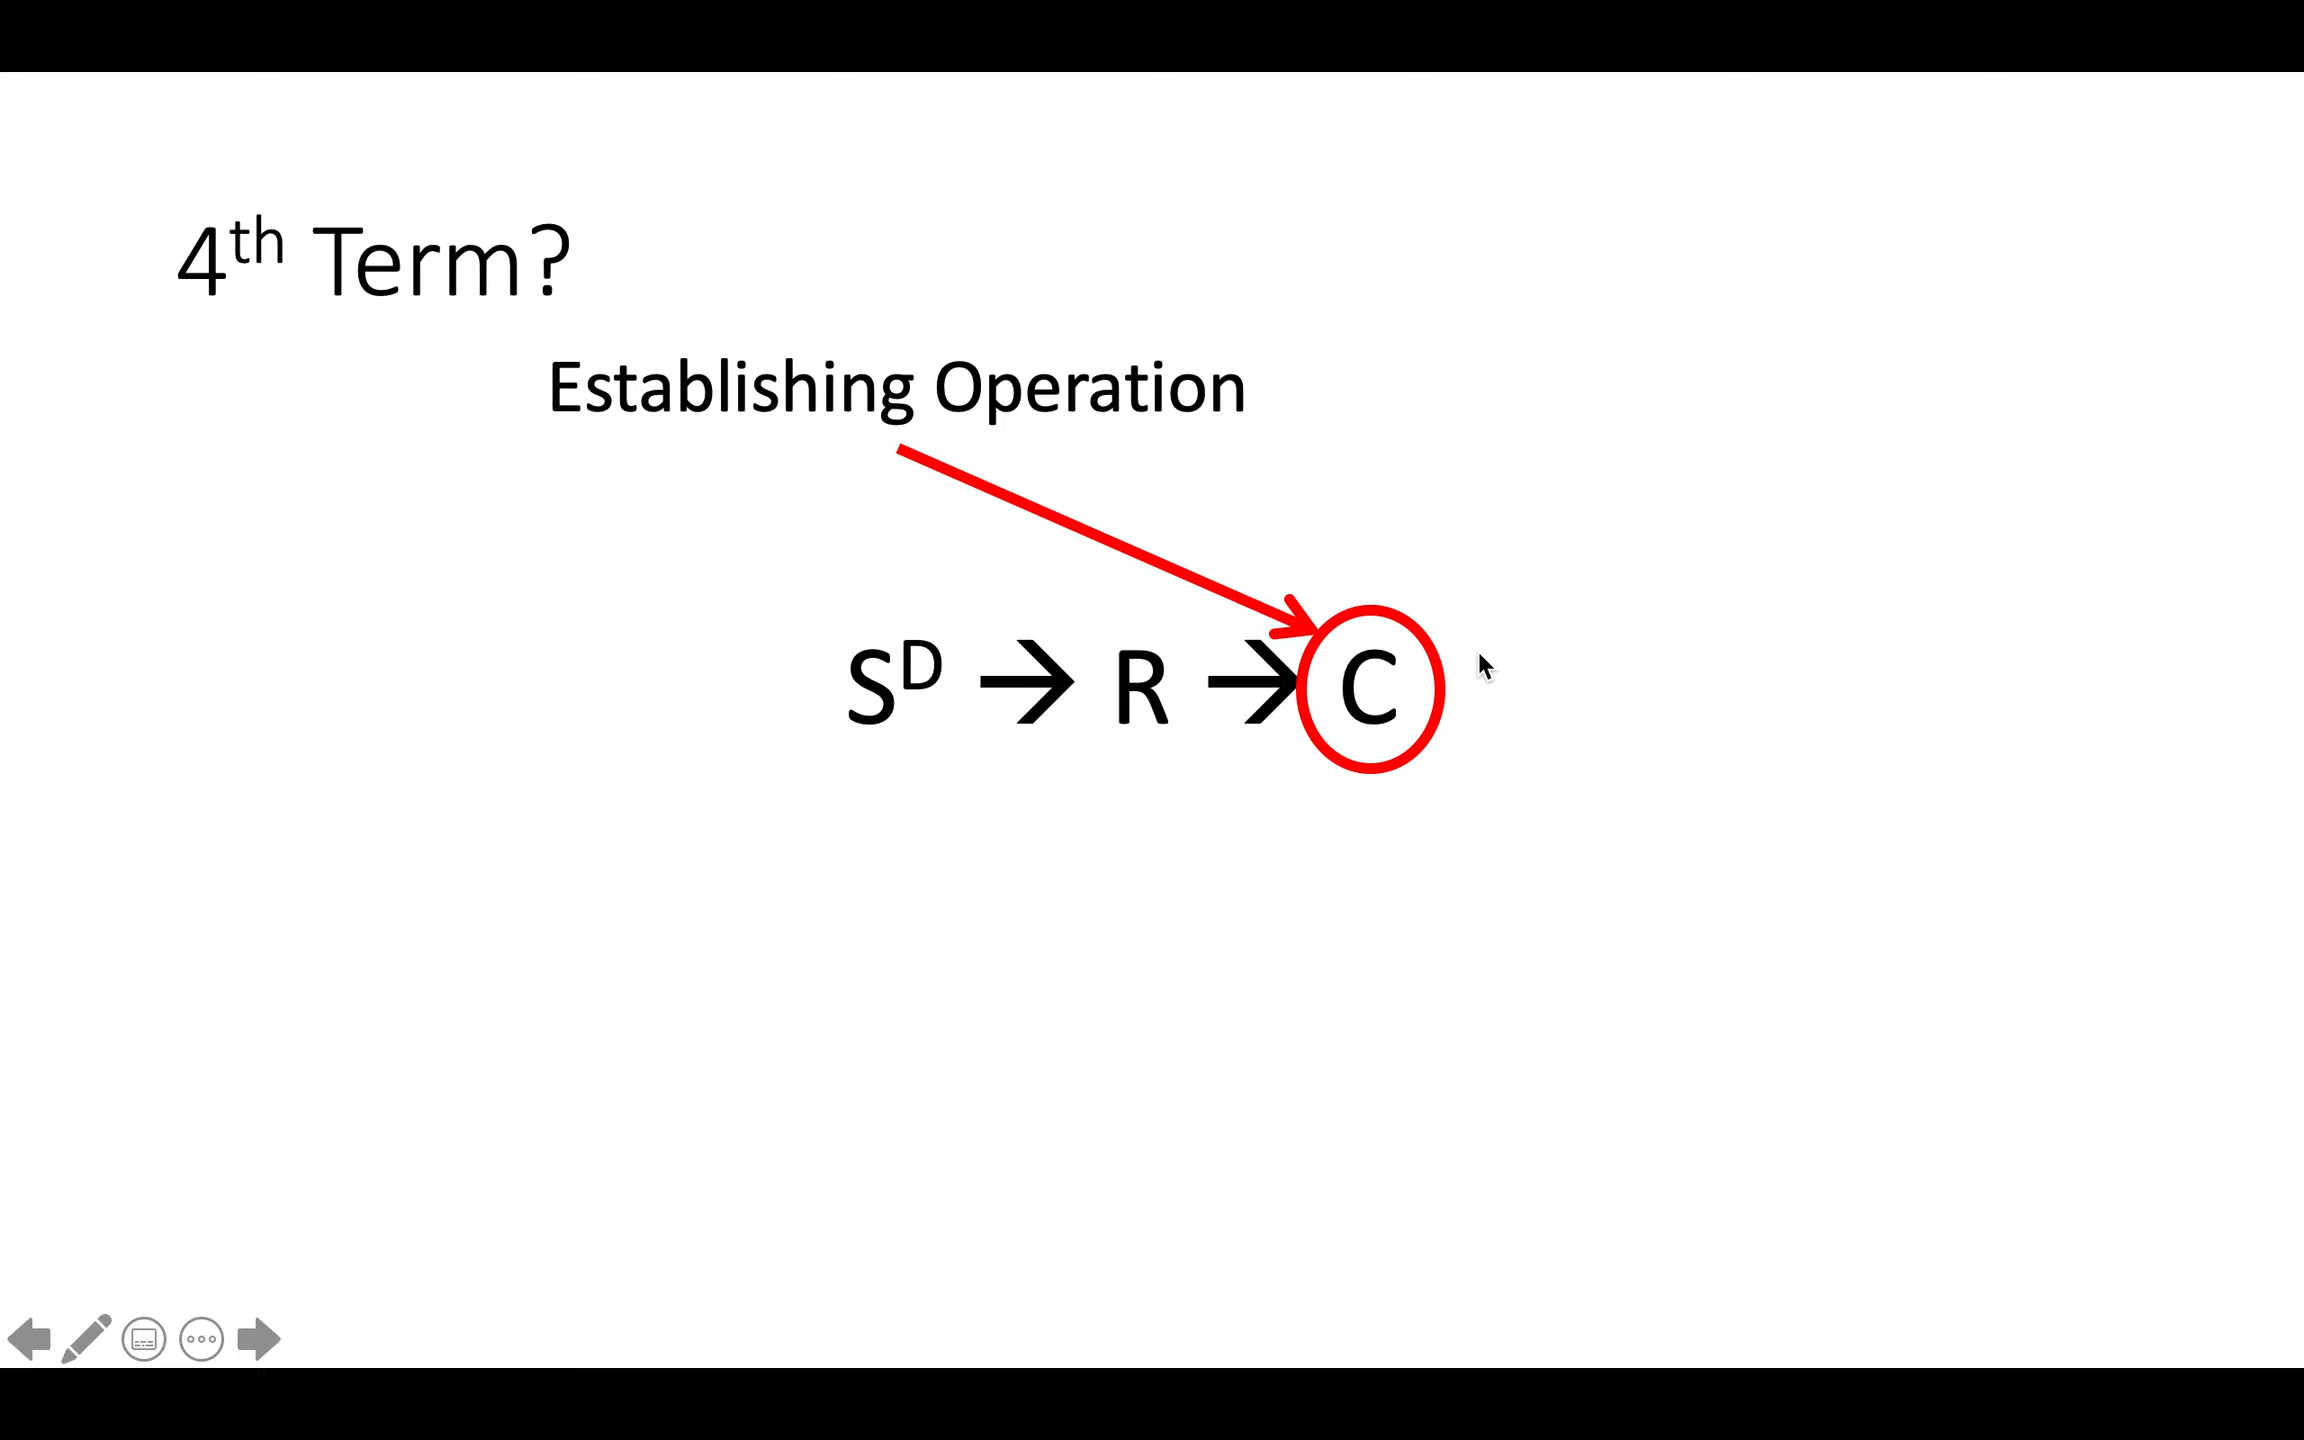 4th Term?
Establishing Operation
SD → R → C